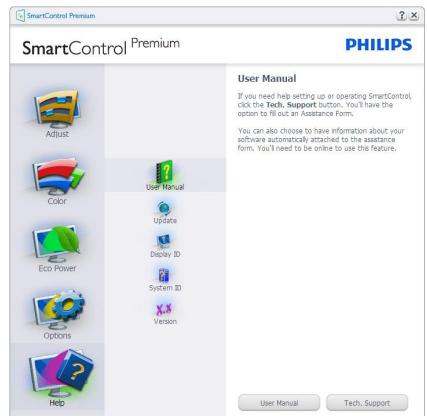 SmartControl Premium
SmartControl Premium
PHILIPS
Adjust
Color
Eco Power
Options
Help
User Manual
Update
Display ID
System ID
X.X
Version
User Manual
If you need help setting up or operating SmartControl,
click the Tech. Support button. You'll have the
option to fill out an Assistance Form.
You can also choose to have information about your
software automatically attached to the assistance
form. You'll need to be online to use this feature.
User Manual
Tech. Support